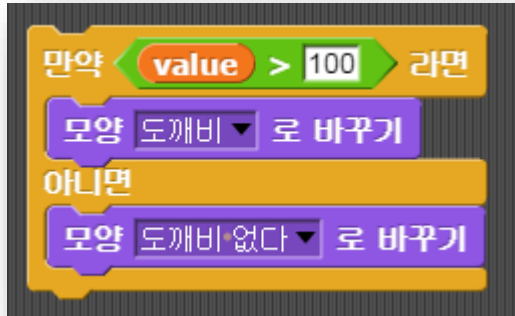 만약 value > 100 라면
모양 도깨비 로 바꾸기
아니면
모양 도깨비 없다 로 바꾸기